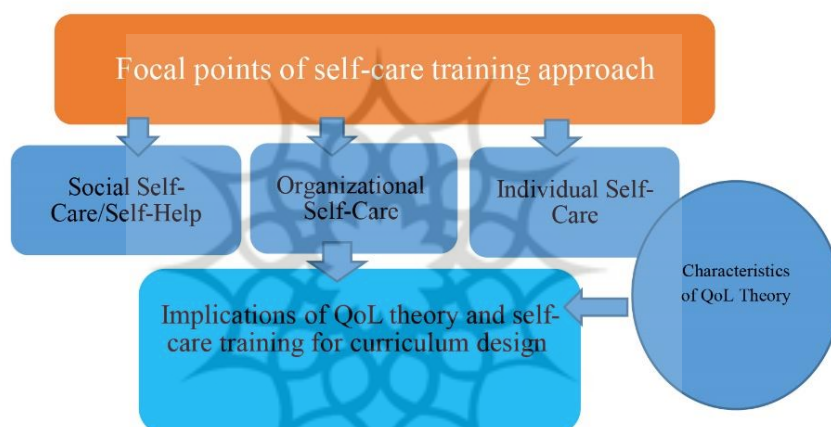 Focal points of self-care training approach
Social Self-
Care/Self-Help
Organizational
Self-Care
Individual Self-
Care
Characteristics
of QoL Theory
Implications of QoL theory and self-
care training for curriculum design